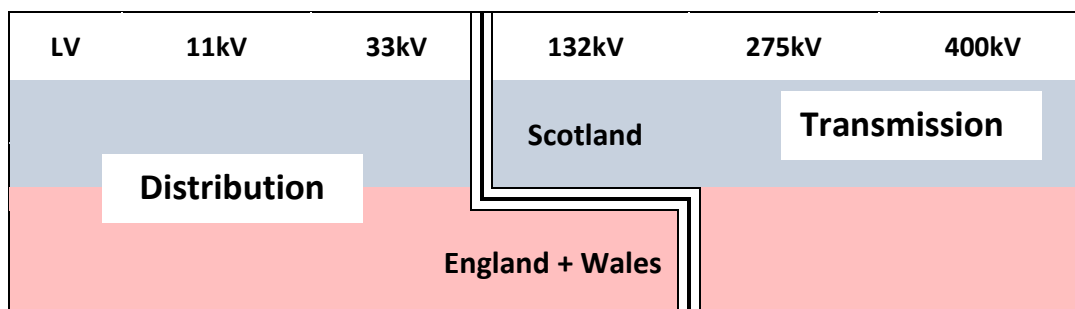 LV 11kV 33kV 132kV 275kV 400kV
Scotland
Transmission
Distribution
England + Wales